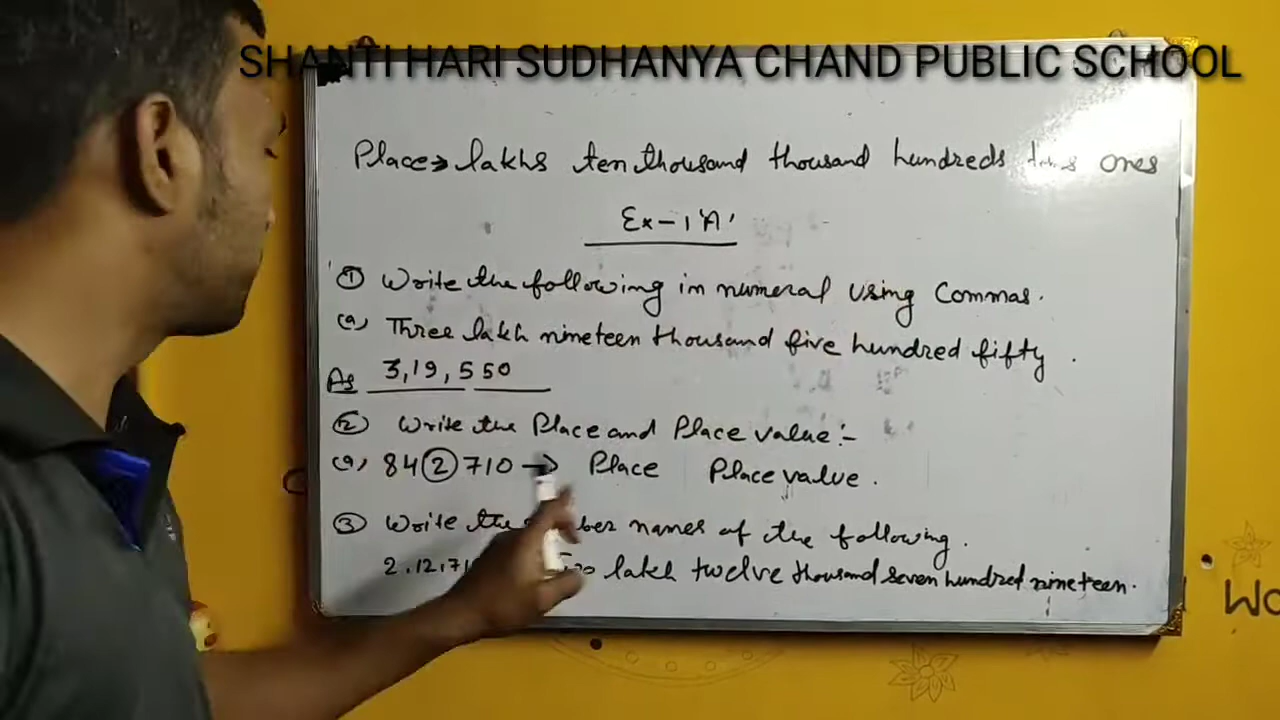 SHANTI HARI SUDHANYA CHAND PUBLIC SCHOOL
Place→ lakhs ten thousand thousand hundreds tens ones
Ex-1'A'
① Write the following in numeral using Commas.
(a) Three lakh nineteen thousand five hundred fifty.
As 3,19,550
② Write the Place and Place value:-
(a) 842710 → Place Place value.
③ Write the names of the following.
2,12,71 lakh twelve thousand seven hundred nineteen.